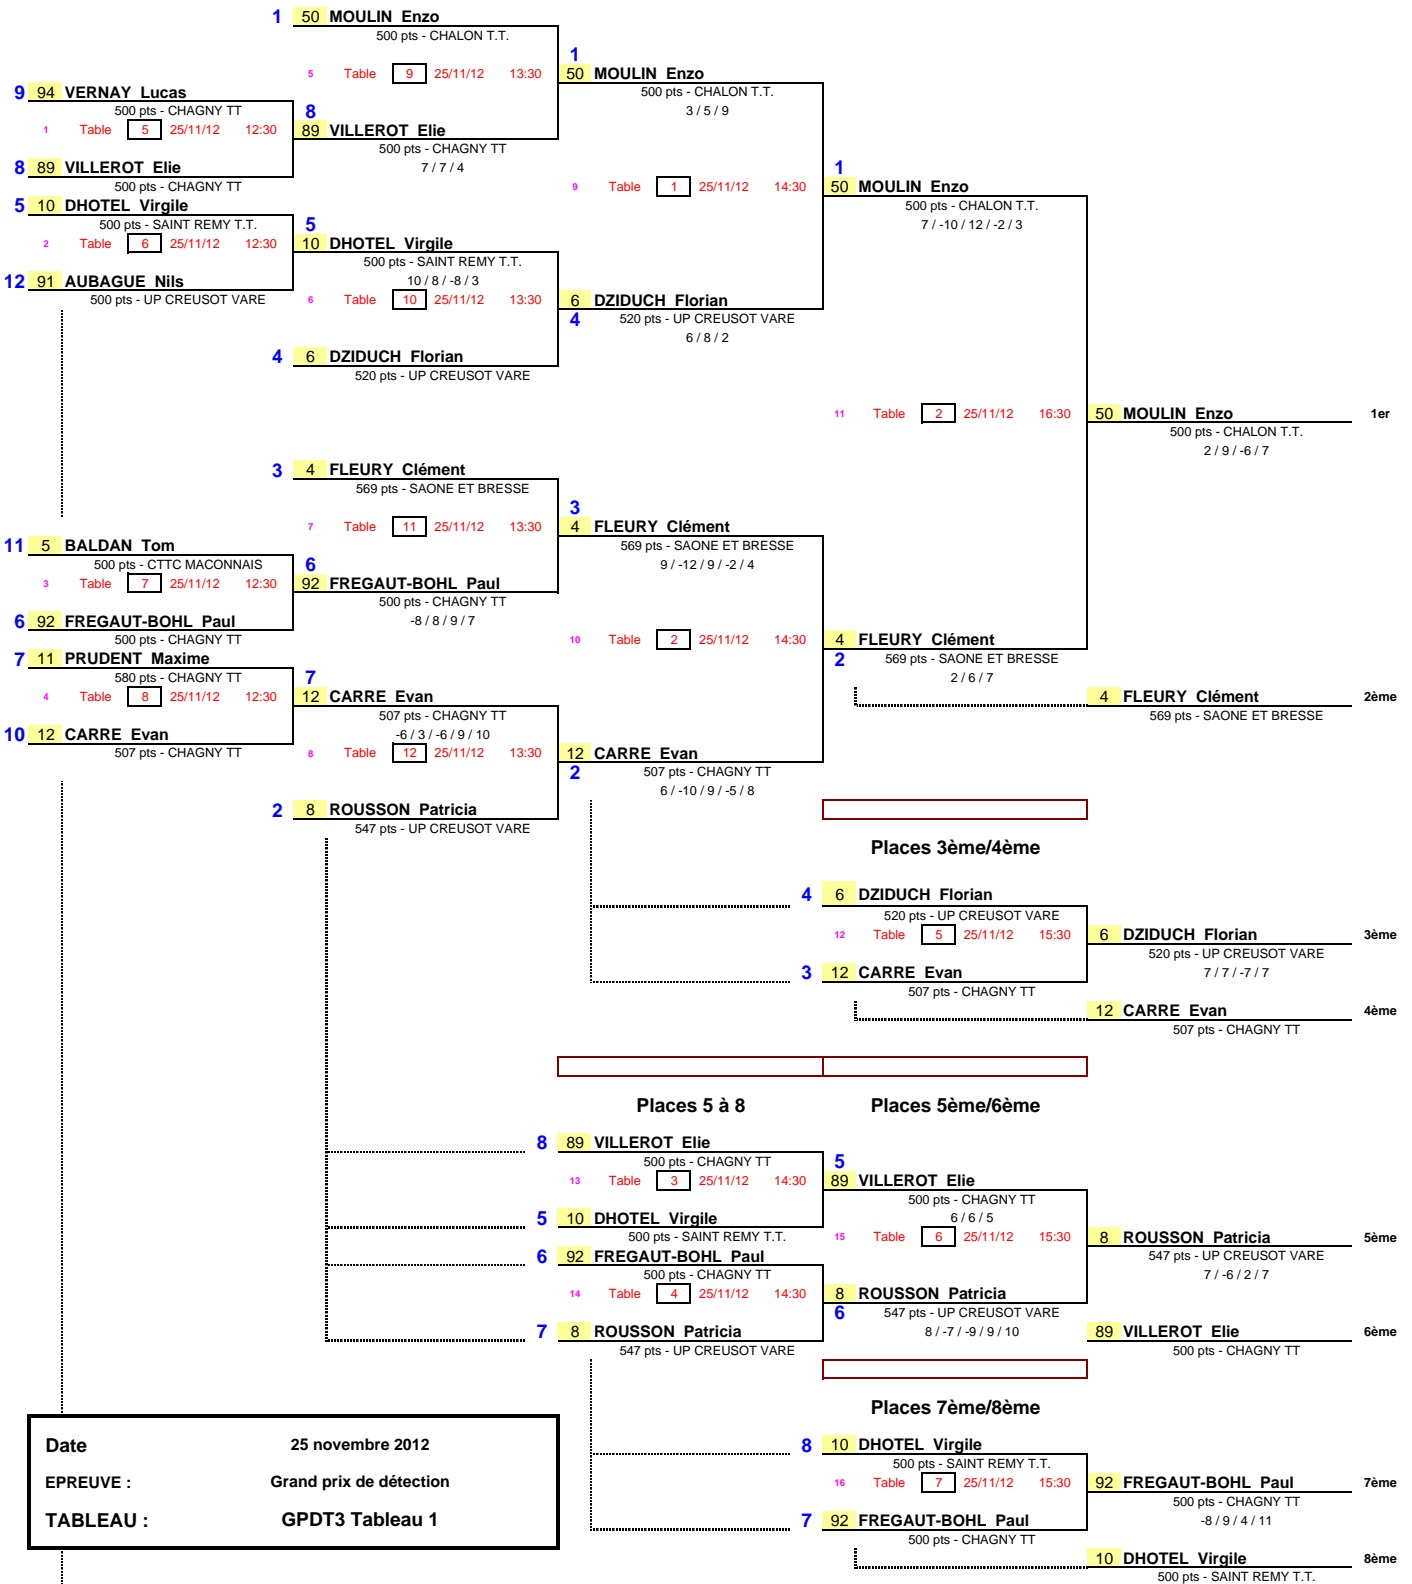 1 50 MOULIN Enzo
500 pts - CHALON T.T.
5 Table 9 25/11/12 13:30
1
50 MOULIN Enzo
500 pts - CHALON T.T.
3 / 5 / 9
9 94 VERNAY Lucas
500 pts - CHAGNY TT
1 Table 5 25/11/12 12:30
8
89 VILLEROT Elie
500 pts - CHAGNY TT
7 / 7 / 4
8 89 VILLEROT Elie
500 pts - CHAGNY TT
9 Table 1 25/11/12 14:30
1
50 MOULIN Enzo
500 pts - CHALON T.T.
7 / -10 / 12 / -2 / 3
5 10 DHOTEL Virgile
500 pts - SAINT REMY T.T.
2 Table 6 25/11/12 12:30
5
10 DHOTEL Virgile
500 pts - SAINT REMY T.T.
10 / 8 / -8 / 3
12 91 AUBAGUE Nils
500 pts - UP CREUSOT VARE
6 Table 10 25/11/12 13:30
6 DZIDUCH Florian
4 520 pts - UP CREUSOT VARE
6 / 8 / 2
4 6 DZIDUCH Florian
520 pts - UP CREUSOT VARE
11 Table 2 25/11/12 16:30
50 MOULIN Enzo 1er
500 pts - CHALON T.T.
2 / 9 / -6 / 7
3 4 FLEURY Clément
569 pts - SAONE ET BRESSE
7 Table 11 25/11/12 13:30
3
4 FLEURY Clément
569 pts - SAONE ET BRESSE
9 / -12 / 9 / -2 / 4
11 5 BALDAN Tom
500 pts - CTTC MACONNAIS
3 Table 7 25/11/12 12:30
6
92 FREGAUT-BOHL Paul
500 pts - CHAGNY TT
-8 / 8 / 9 / 7
6 92 FREGAUT-BOHL Paul
500 pts - CHAGNY TT
10 Table 2 25/11/12 14:30
4 FLEURY Clément
2 569 pts - SAONE ET BRESSE
2 / 6 / 7
7 11 PRUDENT Maxime
580 pts - CHAGNY TT
4 Table 8 25/11/12 12:30
7
12 CARRE Evan
507 pts - CHAGNY TT
-6 / 3 / -6 / 9 / 10
4 FLEURY Clément 2ème
569 pts - SAONE ET BRESSE
10 12 CARRE Evan
507 pts - CHAGNY TT
8 Table 12 25/11/12 13:30
12 CARRE Evan
2 507 pts - CHAGNY TT
6 / -10 / 9 / -5 / 8
2 8 ROUSSON Patricia
547 pts - UP CREUSOT VARE
Places 3ème/4ème
4 6 DZIDUCH Florian
520 pts - UP CREUSOT VARE
12 Table 5 25/11/12 15:30
6 DZIDUCH Florian 3ème
520 pts - UP CREUSOT VARE
7 / 7 / -7 / 7
3 12 CARRE Evan
507 pts - CHAGNY TT
12 CARRE Evan 4ème
507 pts - CHAGNY TT
Places 5 à 8
Places 5ème/6ème
8 89 VILLEROT Elie
500 pts - CHAGNY TT
13 Table 3 25/11/12 14:30
5
89 VILLEROT Elie
500 pts - CHAGNY TT
6 / 6 / 5
5 10 DHOTEL Virgile
500 pts - SAINT REMY T.T.
15 Table 6 25/11/12 15:30
8 ROUSSON Patricia 5ème
547 pts - UP CREUSOT VARE
7 / -6 / 2 / 7
6 92 FREGAUT-BOHL Paul
500 pts - CHAGNY TT
14 Table 4 25/11/12 14:30
8 ROUSSON Patricia
6 547 pts - UP CREUSOT VARE
8 / -7 / -9 / 9 / 10
7 8 ROUSSON Patricia
547 pts - UP CREUSOT VARE
89 VILLEROT Elie 6ème
500 pts - CHAGNY TT
Places 7ème/8ème
8 10 DHOTEL Virgile
500 pts - SAINT REMY T.T.
16 Table 7 25/11/12 15:30
92 FREGAUT-BOHL Paul 7ème
500 pts - CHAGNY TT
-8 / 9 / 4 / 11
7 92 FREGAUT-BOHL Paul
500 pts - CHAGNY TT
10 DHOTEL Virgile 8ème
500 pts - SAINT REMY T.T.
Date 25 novembre 2012
EPREUVE : Grand prix de détection
TABLEAU : GPDT3 Tableau 1